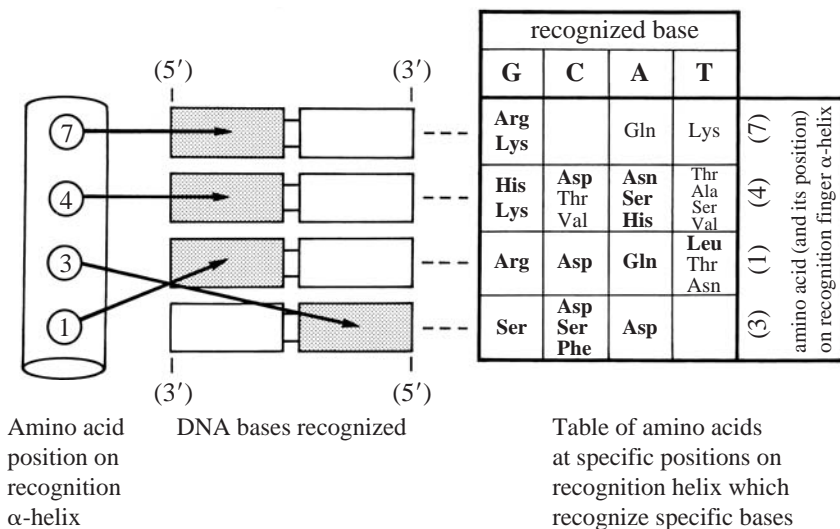 recognized base
G C A T
(5′) (3′)
7
4
3
1
Arg
Lys
Gln
Lys
(7)
His
Lys
Asp
Thr
Val
Asn
Ser
His
Thr
Ala
Ser
Val
(4)
Arg
Asp
Gln
Leu
Thr
Asn
(1)
Ser
Asp
Ser
Phe
Asp
(3)
amino acid (and its position)
on recognition finger α-helix
(3′) (5′)
Amino acid
position on
recognition
α-helix
DNA bases recognized
Table of amino acids
at specific positions on
recognition helix which
recognize specific bases